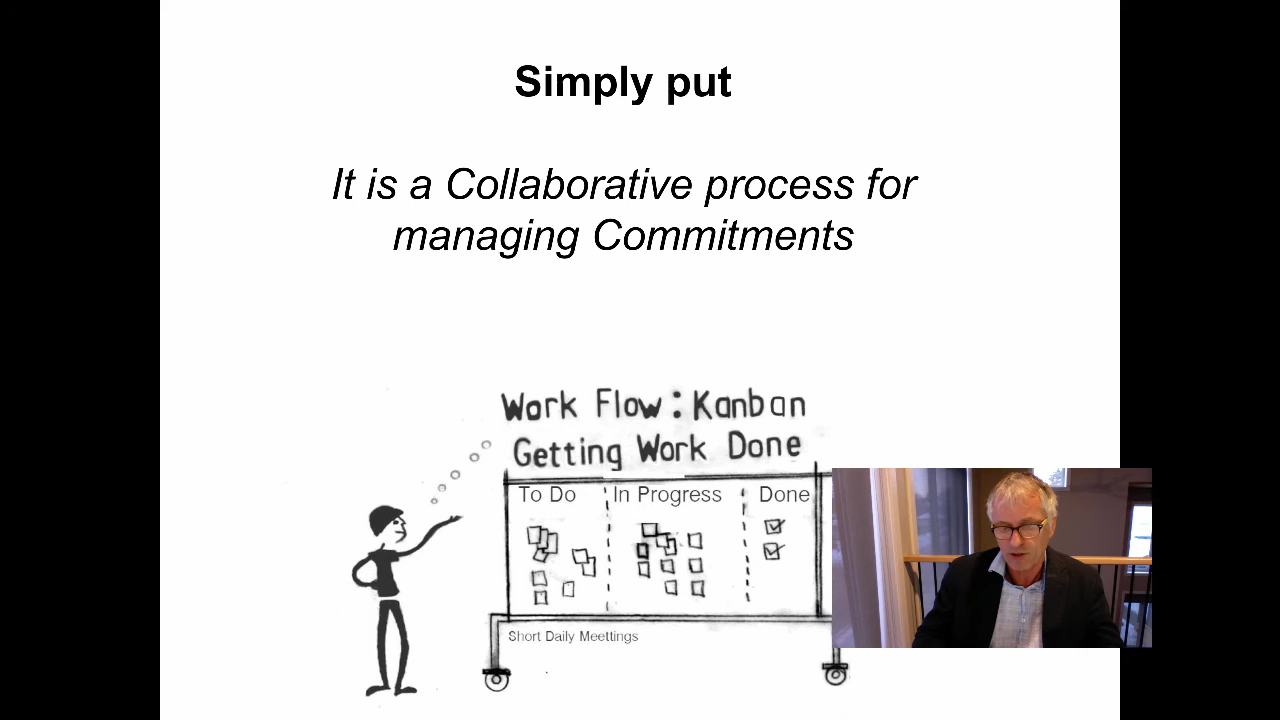 Simply put
It is a Collaborative process for
managing Commitments
Work Flow : Kanban
Getting Work Done
To Do In Progress Done
Short Daily Meettings